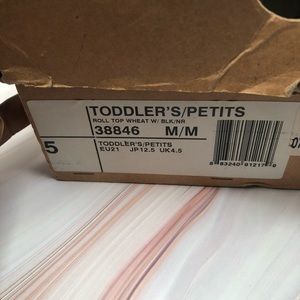 TODDLER'S/PETITS
ROLL TOP WHEAT W/ BLK/NR
38846 M/M
5
TODDLER'S/PETITS
EU21 JP12.5 UK4.5